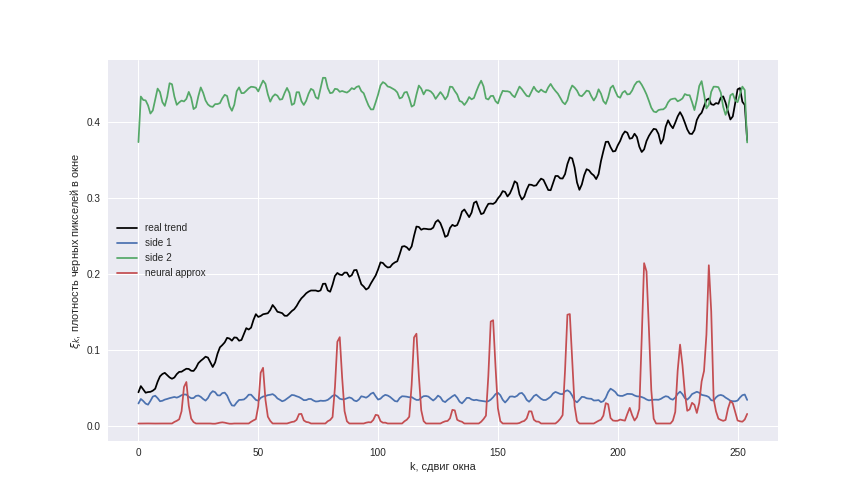 0.4
0.3
0.2
0.1
0.0
ξk, плотность черных пикселей в окне
real trend
side 1
side 2
neural approx
0 50 100 150 200 250
k, сдвиг окна